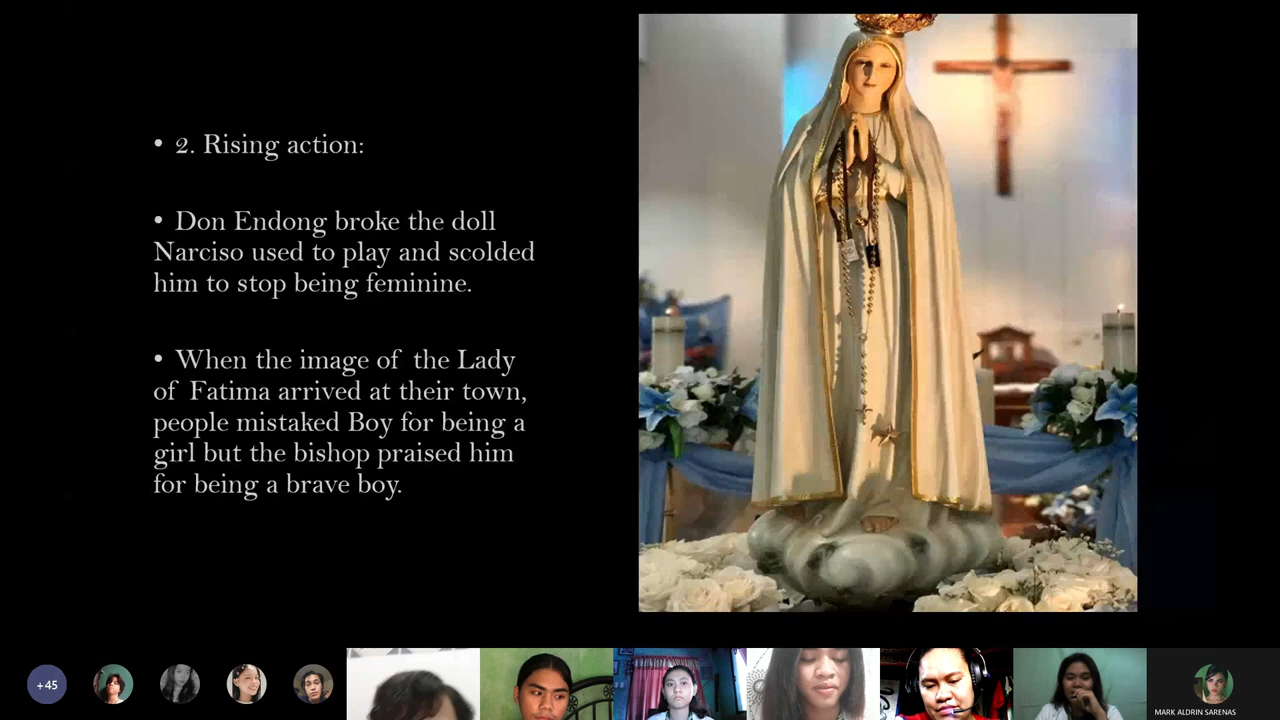 • 2. Rising action:
• Don Endong broke the doll
Narciso used to play and scolded
him to stop being feminine.
• When the image of the Lady
of Fatima arrived at their town,
people mistaked Boy for being a
girl but the bishop praised him
for being a brave boy.
+45
MARK ALDRIN SARENAS